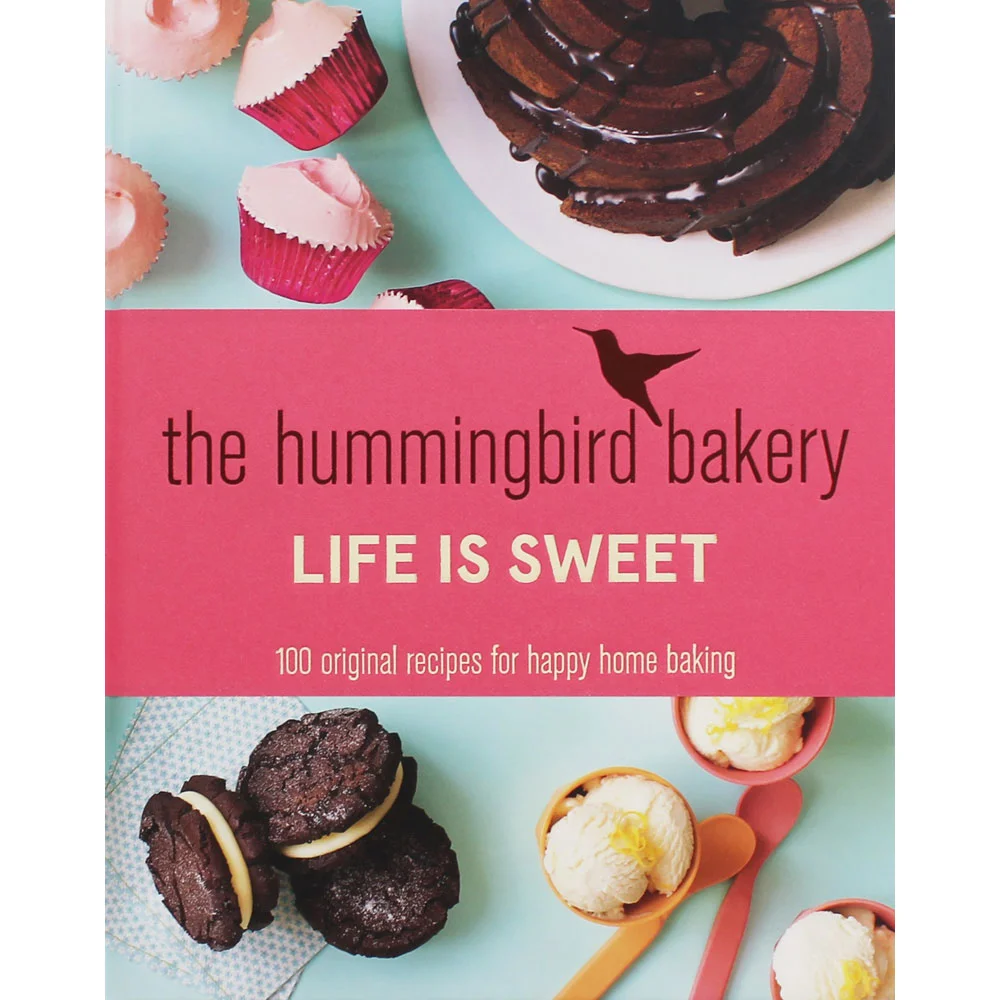 the hummingbird bakery
LIFE IS SWEET
100 original recipes for happy home baking